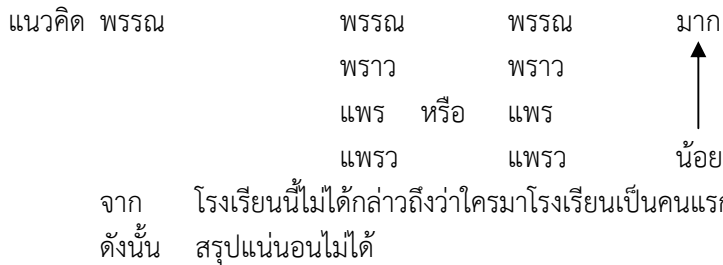 แนวคิด พรรณ พรรณ พรรณ มาก
พราว พราว
แพร หรือ แพร
แพรว แพรว น้อย
จาก โรงเรียนนี้ไม่ได้กล่าวถึงว่าใครมาโรงเรียนเป็นคนแรก
ดังนั้น สรุปแน่นอนไม่ได้